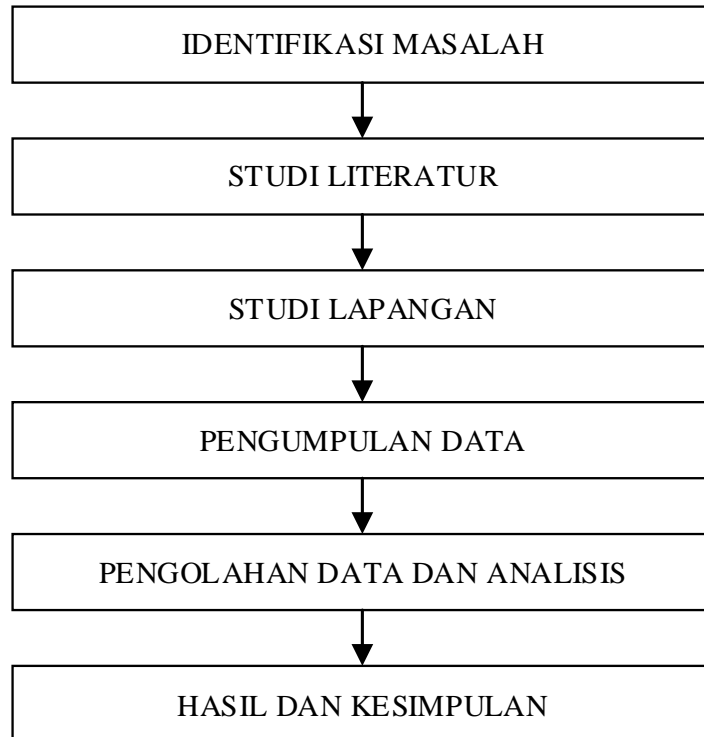 IDENTIFIKASI MASALAH
STUDI LITERATUR
STUDI LAPANGAN
PENGUMPULAN DATA
PENGOLAHAN DATA DAN ANALISIS
HASIL DAN KESIMPULAN